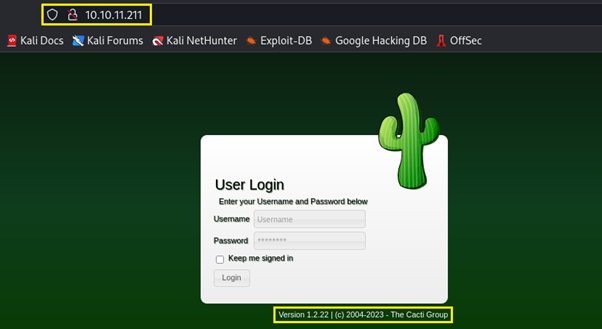 10.10.11.211
Kali Docs Kali Forums Kali NetHunter Exploit-DB Google Hacking DB OffSec
User Login
Enter your Username and Password below
Username Username
Password ********
Keep me signed in
Login
Version 1.2.22 | (c) 2004-2023 - The Cacti Group